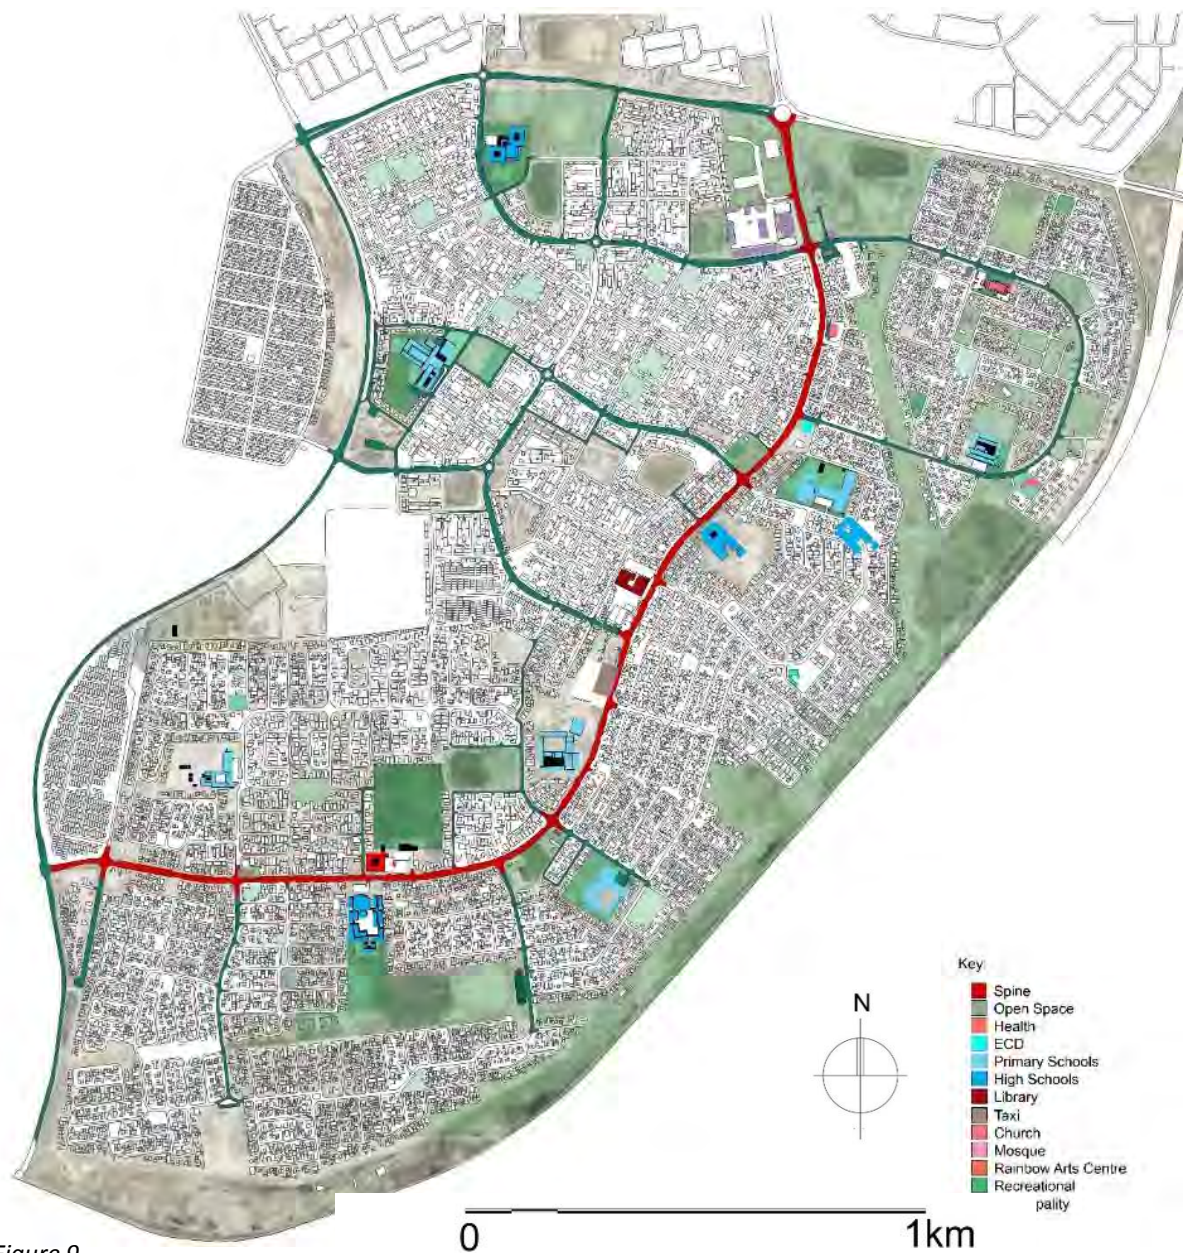 Key:
Spine
Open Space
Health
ECD
Primary Schools
High Schools
Library
Taxi
Church
Mosque
Rainbow Arts Centre
Recreational
pality
N
0 1km
Figure 9